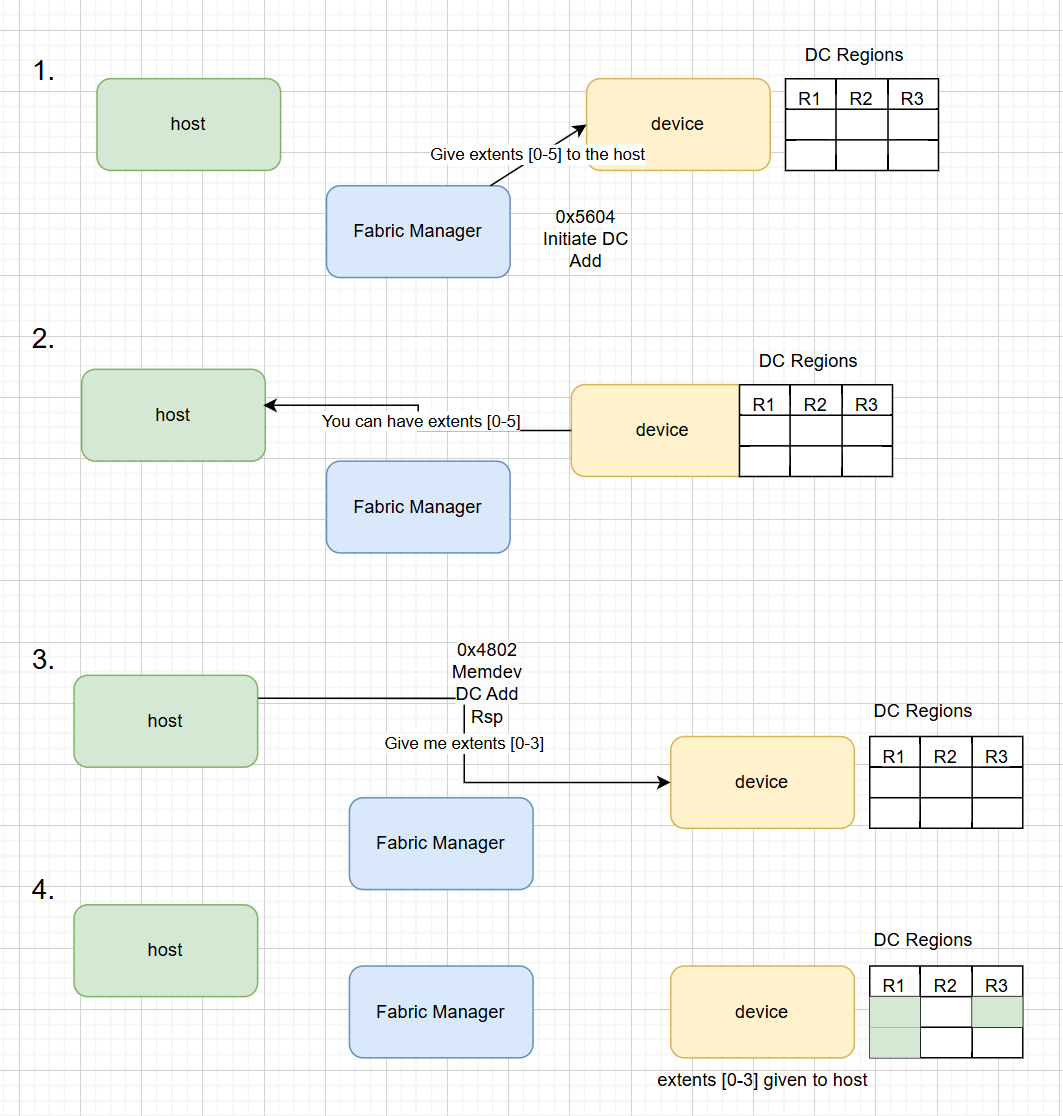 1.
DC Regions
host
device
R1 R2 R3
Give extents [0-5] to the host
Fabric Manager
0x5604
Initiate DC
Add
2.
DC Regions
host
You can have extents [0-5]
device
R1 R2 R3
Fabric Manager
3.
0x4802
Memdev
DC Add
Rsp
host
Give me extents [0-3]
DC Regions
device
R1 R2 R3
Fabric Manager
4.
host
DC Regions
Fabric Manager
device
R1 R2 R3
extents [0-3] given to host